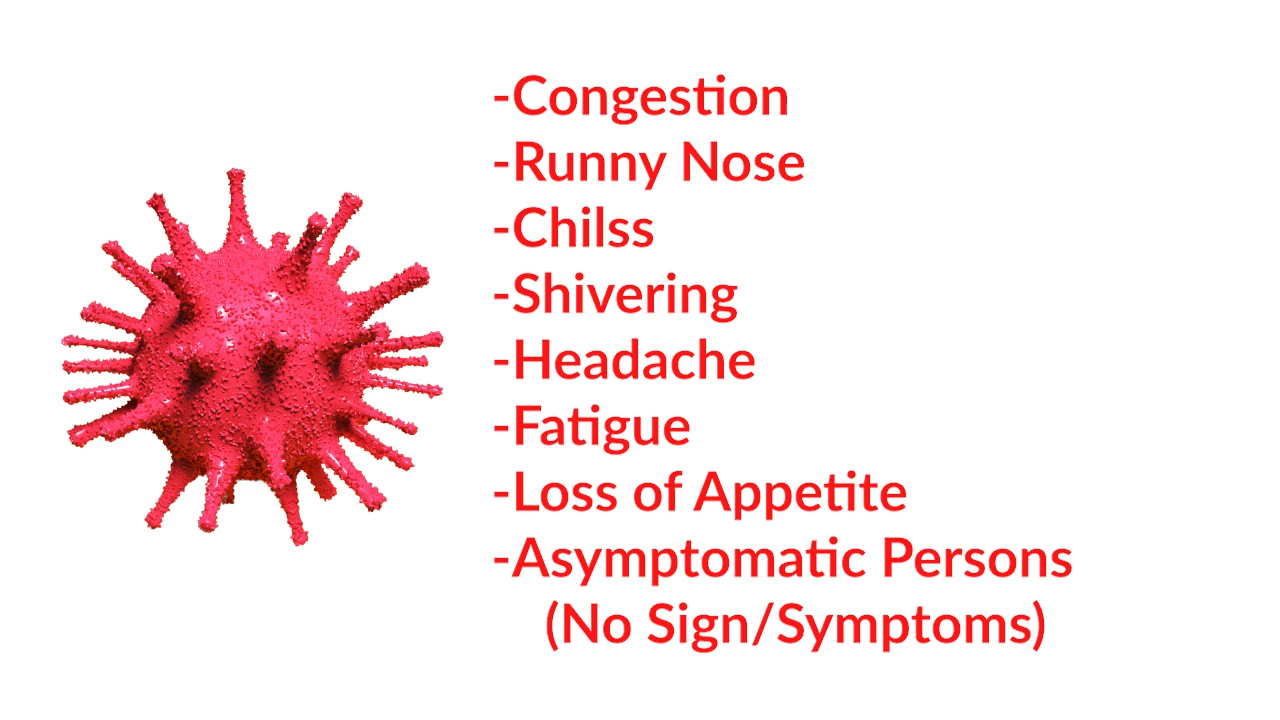 -Congestion
-Runny Nose
-Chilss
-Shivering
-Headache
-Fatigue
-Loss of Appetite
-Asymptomatic Persons
(No Sign/Symptoms)